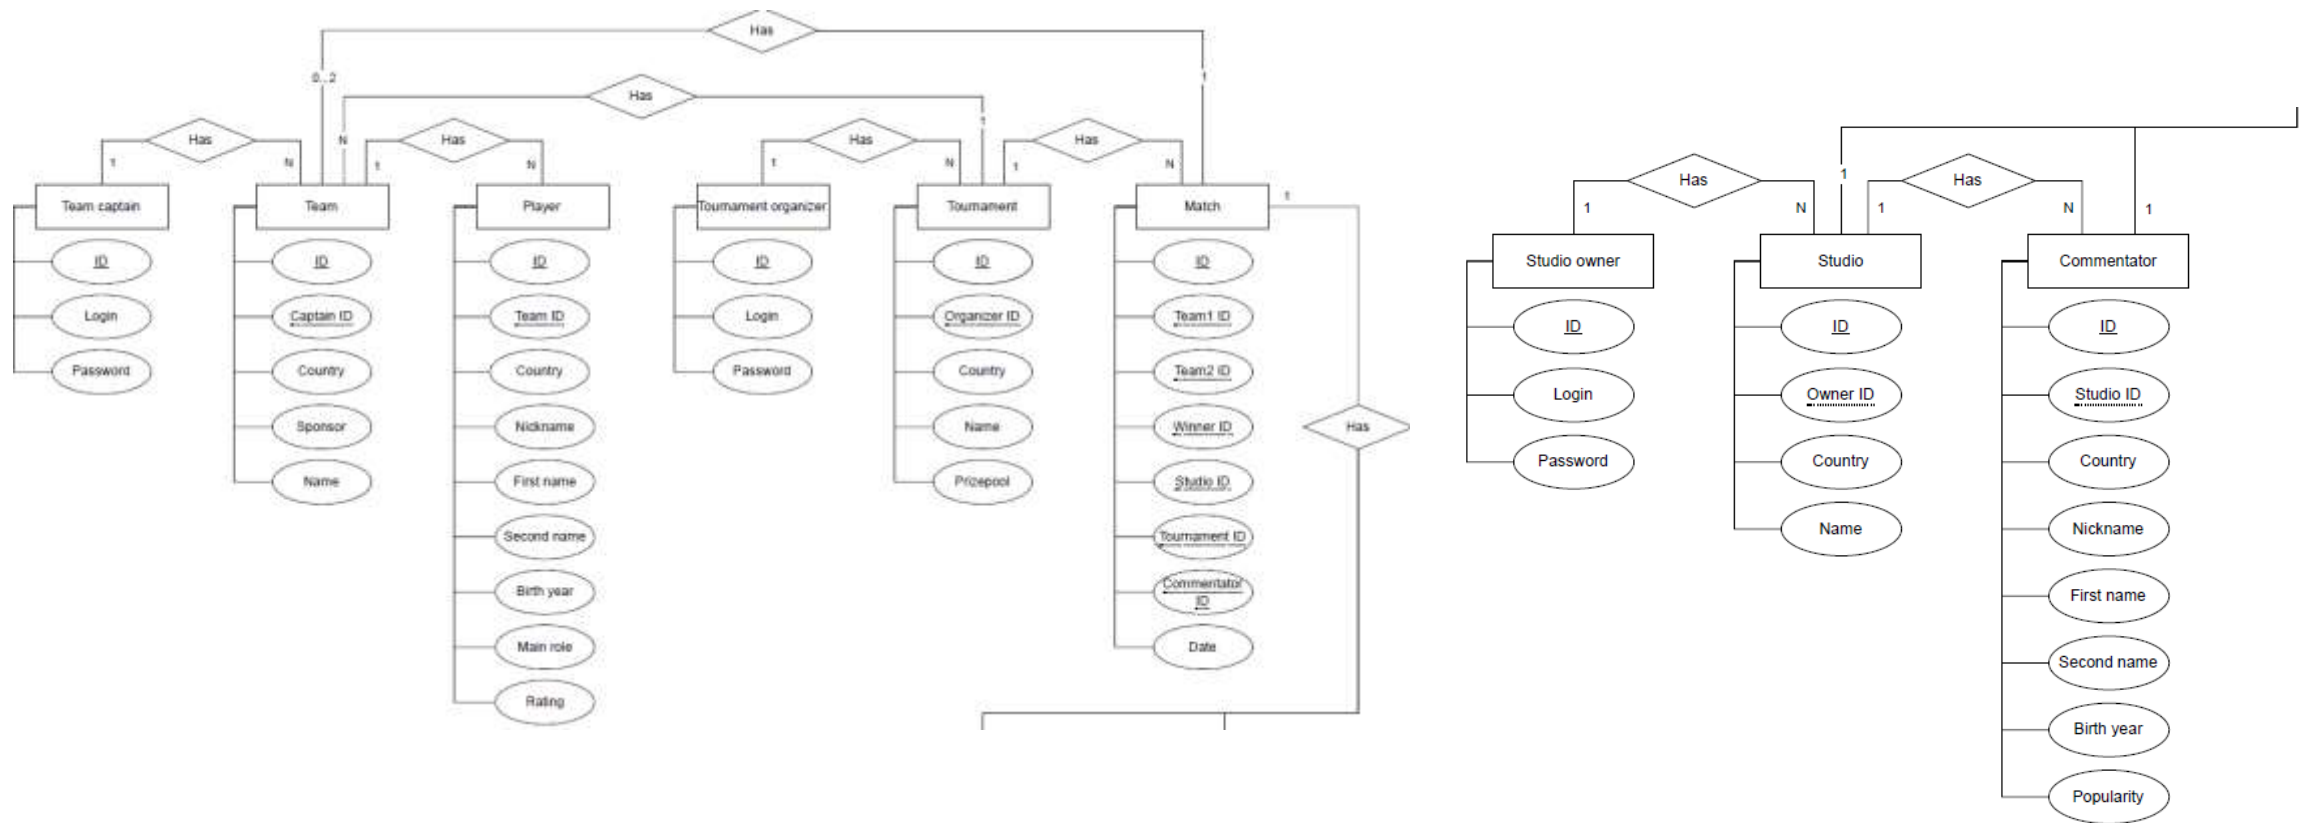 Has
0...2
1
Has
N
1
Has
1
N
Has
1
N
Has
1
N
Has
1
N
Team captain
ID
Login
Password
Team
ID
Captain ID
Country
Sponsor
Name
Player
ID
Team ID
Country
Nickname
First name
Second name
Birth year
Main role
Rating
Tournament organizer
ID
Login
Password
Tournament
ID
Organizer ID
Country
Name
Prizepool
Match
1
ID
Team1 ID
Team2 ID
Winner ID
Studio ID
Tournament ID
Commentator
ID
Date
Has
1
Has
1
N
Has
1
N
1
Studio owner
ID
Login
Password
Studio
ID
Owner ID
Country
Name
Commentator
ID
Studio ID
Country
Nickname
First name
Second name
Birth year
Popularity